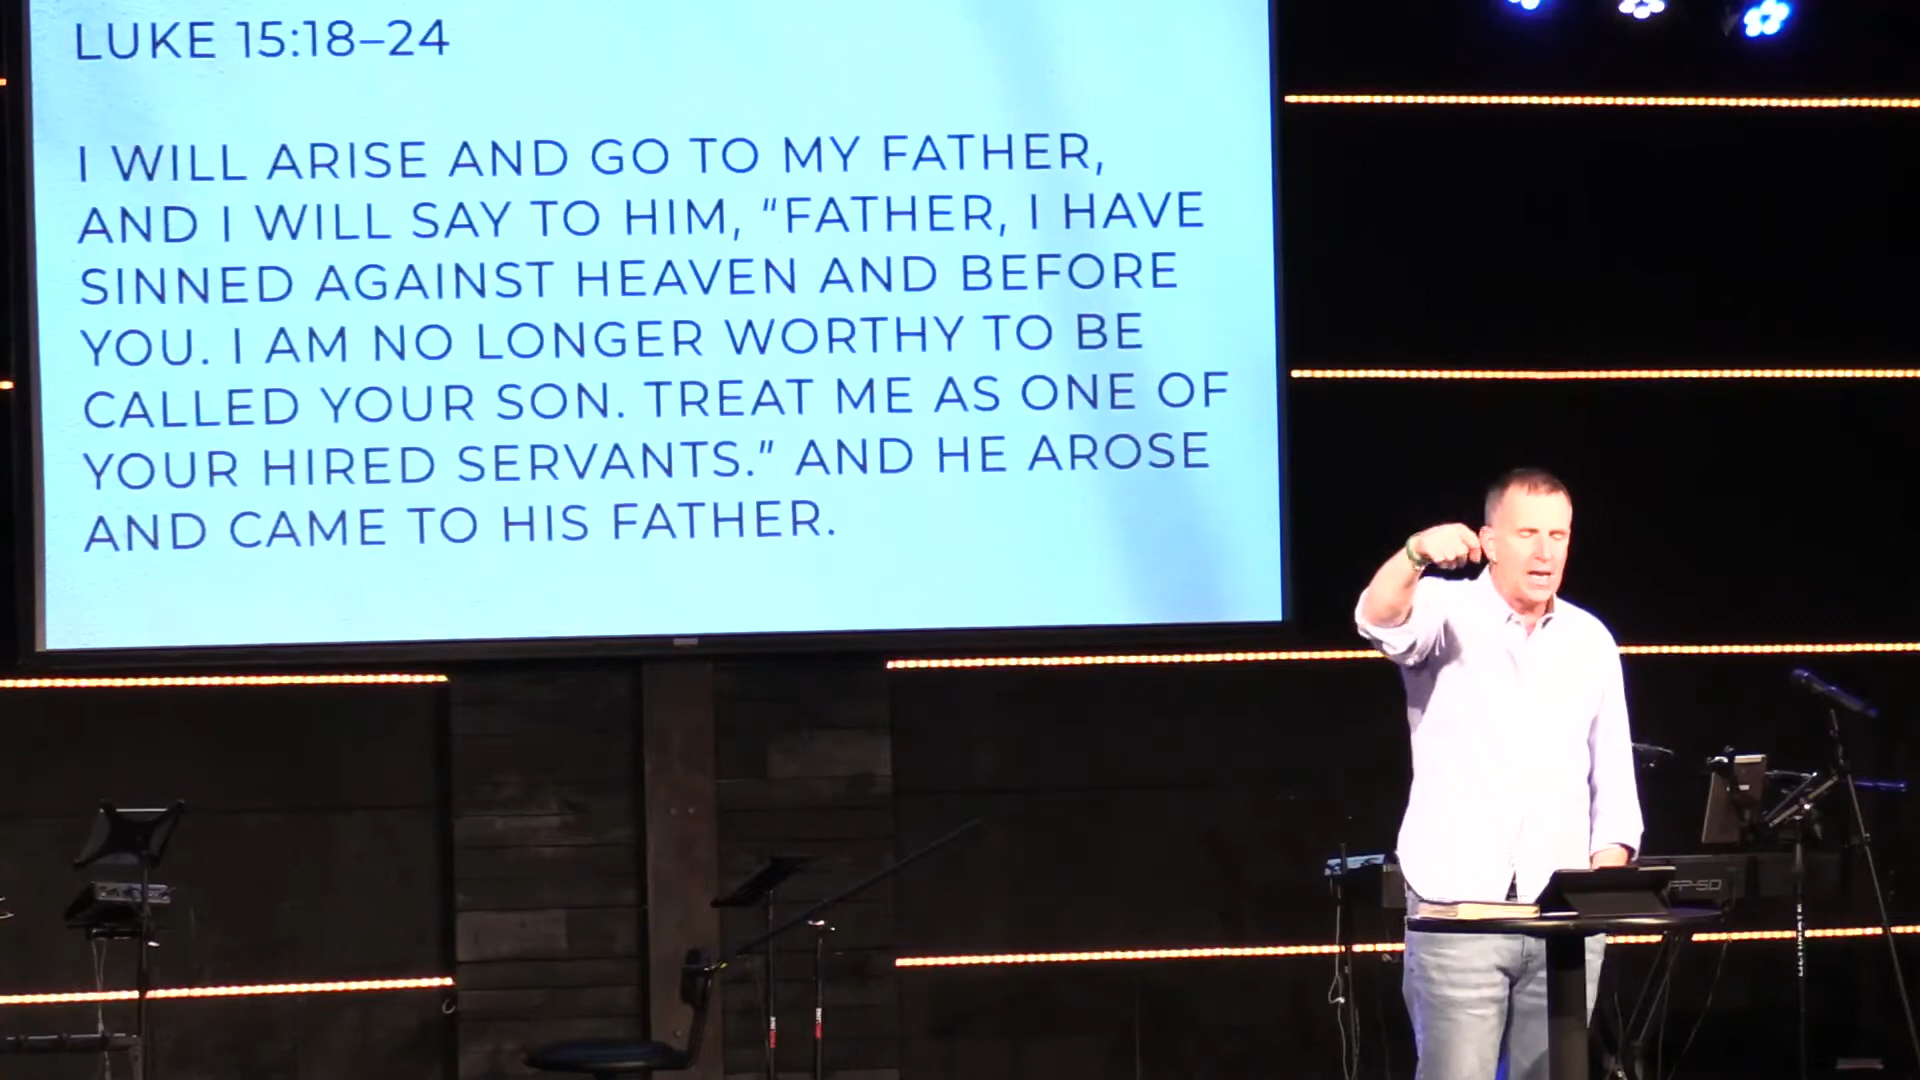 LUKE 15:18–24
I WILL ARISE AND GO TO MY FATHER,
AND I WILL SAY TO HIM, "FATHER, I HAVE
SINNED AGAINST HEAVEN AND BEFORE
YOU. I AM NO LONGER WORTHY TO BE
CALLED YOUR SON. TREAT ME AS ONE OF
YOUR HIRED SERVANTS." AND HE AROSE
AND CAME TO HIS FATHER.
FP-50